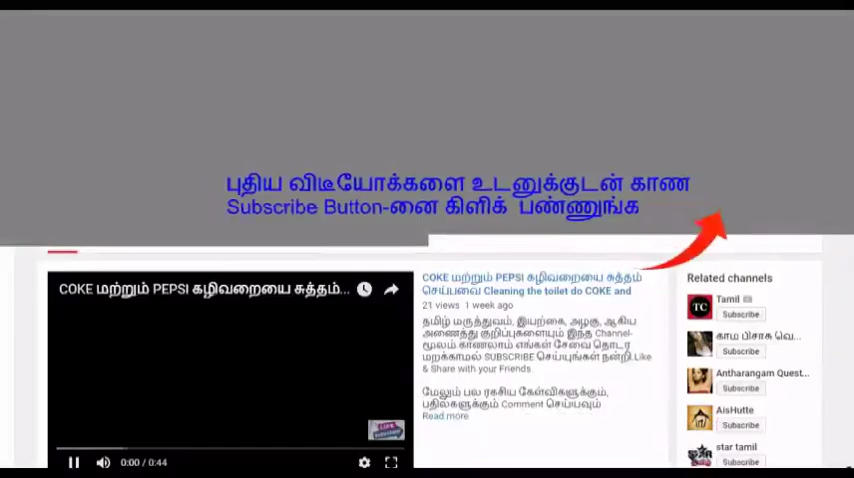 புதிய விடீயோக்களை உடனுக்குடன் காண
Subscribe Button-னை கிளிக் பண்ணுங்க
COKE மற்றும் PEPSI கழிவறையை சுத்தம்...
0:00 / 0:44
COKE மற்றும் PEPSI கழிவறையை சுத்தம்
செய்பவை Cleaning the toilet do COKE and
21 views 1 week ago
தமிழ் மருத்துவம், இயற்கை, அழகு, ஆகிய
அணைத்து குறிப்புகளையும் இந்த Channel-
மூலம் காணலாம் எங்கள் சேவை தொடர
மறக்காமல் SUBSCRIBE செய்யுங்கள் நன்றி.Like
& Share with your Friends.
மேலும் பல ரகசிய கேள்விகளுக்கும்,
பதில்களுக்கும் Comment செய்யவும்
Read more
Related channels
TC
Tamil
Subscribe
காம பிசாசு வெ...
Subscribe
Antharangam Quest...
Subscribe
AisHutte
Subscribe
star tamil
Subscribe